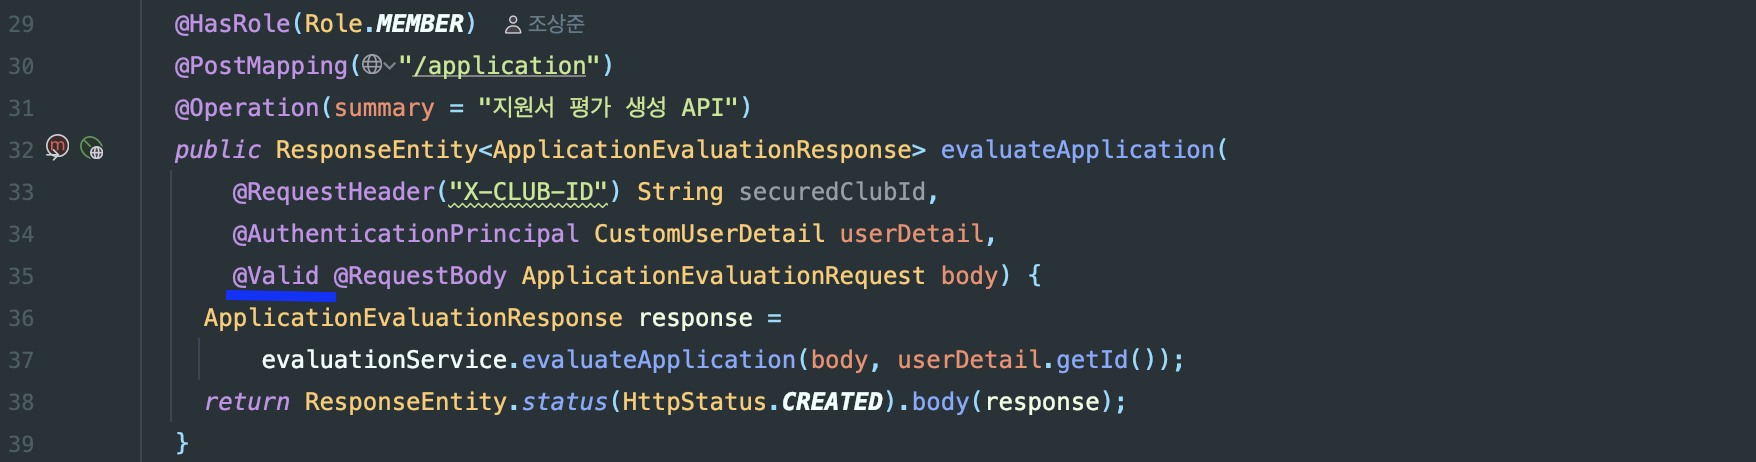 29 @HasRole(Role.MEMBER) 조상준
30 @PostMapping("/application")
31 @Operation(summary = "지원서 평가 생성 API")
32 public ResponseEntity<ApplicationEvaluationResponse> evaluateApplication(
33 @RequestHeader("X-CLUB-ID") String securedClubId,
34 @AuthenticationPrincipal CustomUserDetail userDetail,
35 @Valid @RequestBody ApplicationEvaluationRequest body) {
36 ApplicationEvaluationResponse response =
37 evaluationService.evaluateApplication(body, userDetail.getId());
38 return ResponseEntity.status(HttpStatus.CREATED).body(response);
39 }